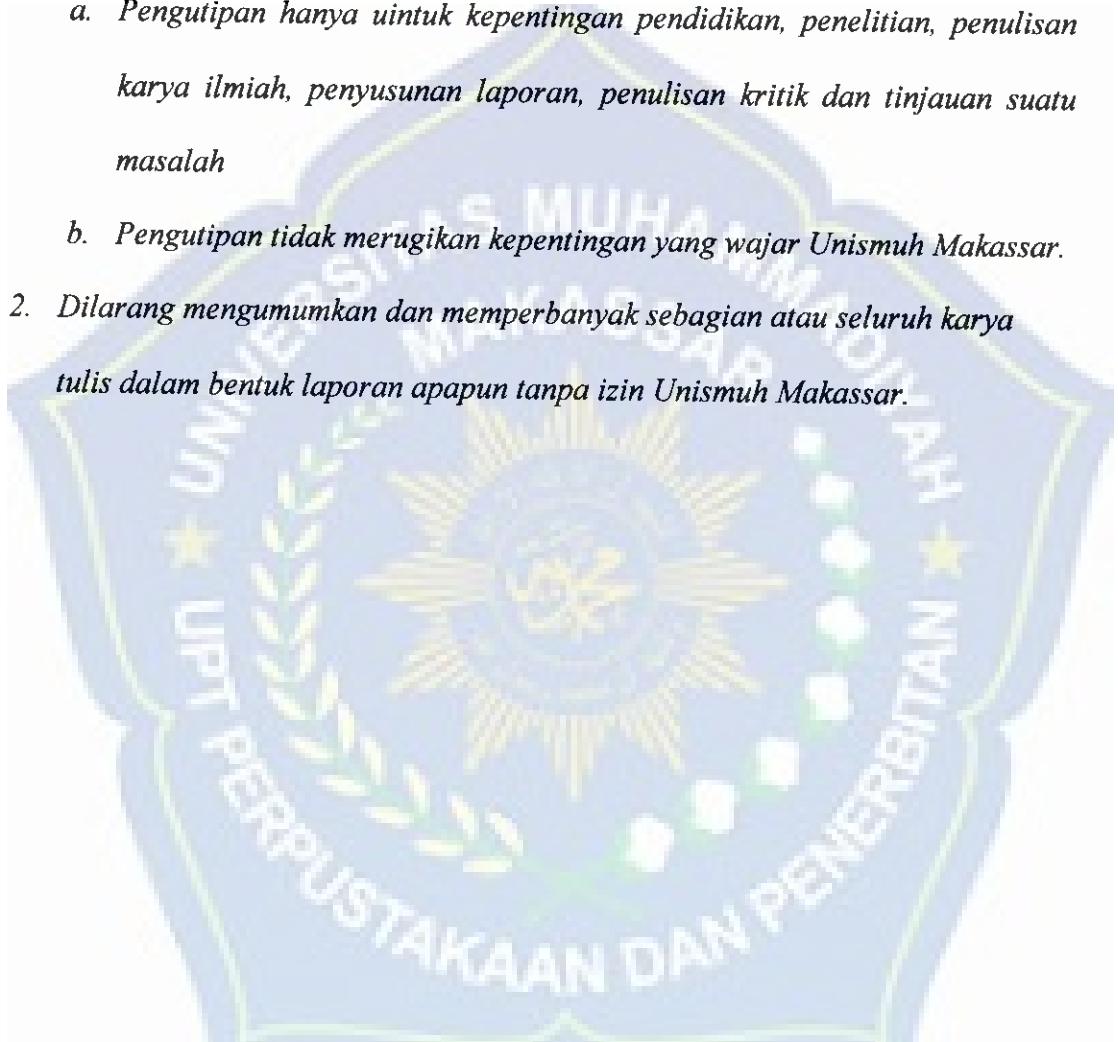 a. Pengutipan hanya uintuk kepentingan pendidikan, penelitian, penulisan
karya ilmiah, penyusunan laporan, penulisan kritik dan tinjauan suatu
masalah
b. Pengutipan tidak merugikan kepentingan yang wajar Unismuh Makassar.
2. Dilarang mengumumkan dan memperbanyak sebagian atau seluruh karya
tulis dalam bentuk laporan apapun tanpa izin Unismuh Makassar.
UNIVERSITAS MUHAMMADIYAH
MAKASSAR
UPT PERPUSTAKAAN DAN PENERBITAN